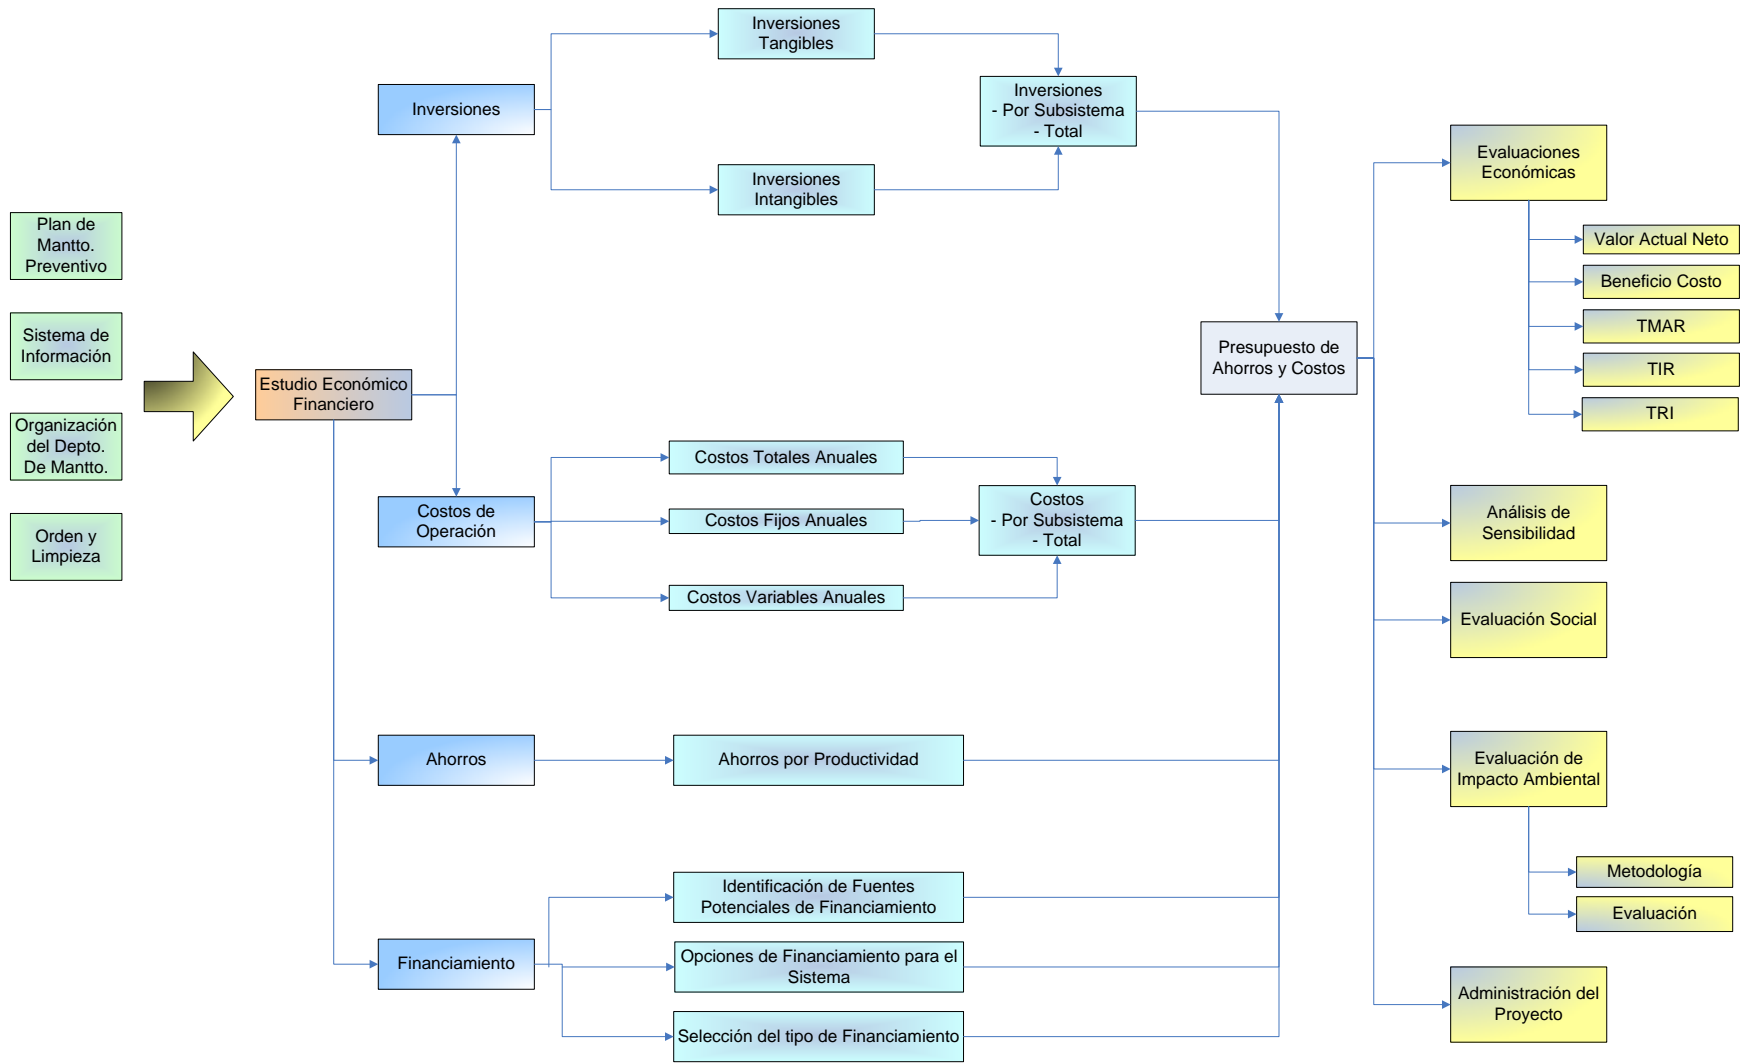 Plan de
Mantto.
Preventivo
Sistema de
Información
Organización
del Depto.
De Mantto.
Orden y
Limpieza
Estudio Económico
Financiero
Inversiones
Costos de
Operación
Ahorros
Financiamiento
Inversiones
Tangibles
Inversiones
Intangibles
Costos Totales Anuales
Costos Fijos Anuales
Costos Variables Anuales
Ahorros por Productividad
Identificación de Fuentes
Potenciales de Financiamiento
Opciones de Financiamiento para el
Sistema
Selección del tipo de Financiamiento
Inversiones
- Por Subsistema
- Total
Costos
- Por Subsistema
- Total
Presupuesto de
Ahorros y Costos
Evaluaciones
Económicas
Valor Actual Neto
Beneficio Costo
TMAR
TIR
TRI
Análisis de
Sensibilidad
Evaluación Social
Evaluación de
Impacto Ambiental
Metodología
Evaluación
Administración del
Proyecto